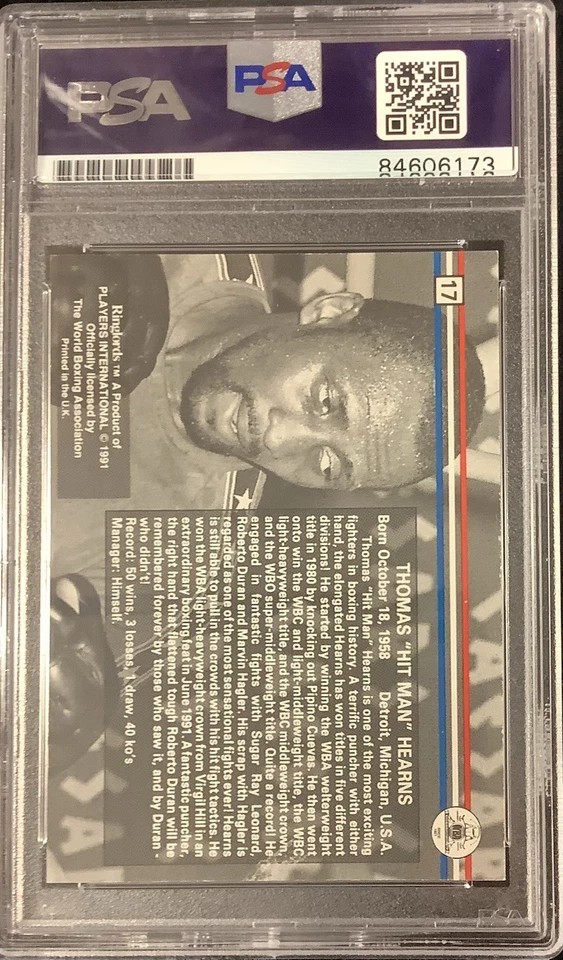 PSA
PSA
84606173
17
THOMAS "HIT MAN" HEARNS
Born October 18, 1958 Detroit, Michigan, U.S.A.
Thomas "Hit Man" Hearns is one of the most exciting
fighters in boxing history. A terrific puncher with either
hand, the elongated Hearns has won titles in five different
divisions! He started by winning the WBA welterweight
title in 1980 by knocking out Pipino Cuevas. He then went
onto win the WBC and light-middleweight title, the WBC
light-heavyweight title, and the WBC middleweight crown,
and the WBO super-middleweight title. Quite a record! He
engaged in fantastic fights with Sugar Ray Leonard,
Roberto Duran and Marvin Hagler. His scrap with Hagler is
regarded as one of the most sensational fights ever! Hearns
is still able to pull in the crowds with his hit fight tactics. He
won the WBA light-heavyweight crown from Virgil Hill in an
extraordinary boxing feat in June 1991. A fantastic puncher,
the right hand that flattened tough Roberto Duran will be
remembered forever by those who saw it, and by Duran -
who didn't!
Record: 50 wins, 3 losses, 1 draw, 40 ko's
Manager: Himself.
Ringlords ™ A Product of
PLAYERS INTERNATIONAL © 1991
Officially licensed by
The World Boxing Association
Printed in the U.K.
PSA